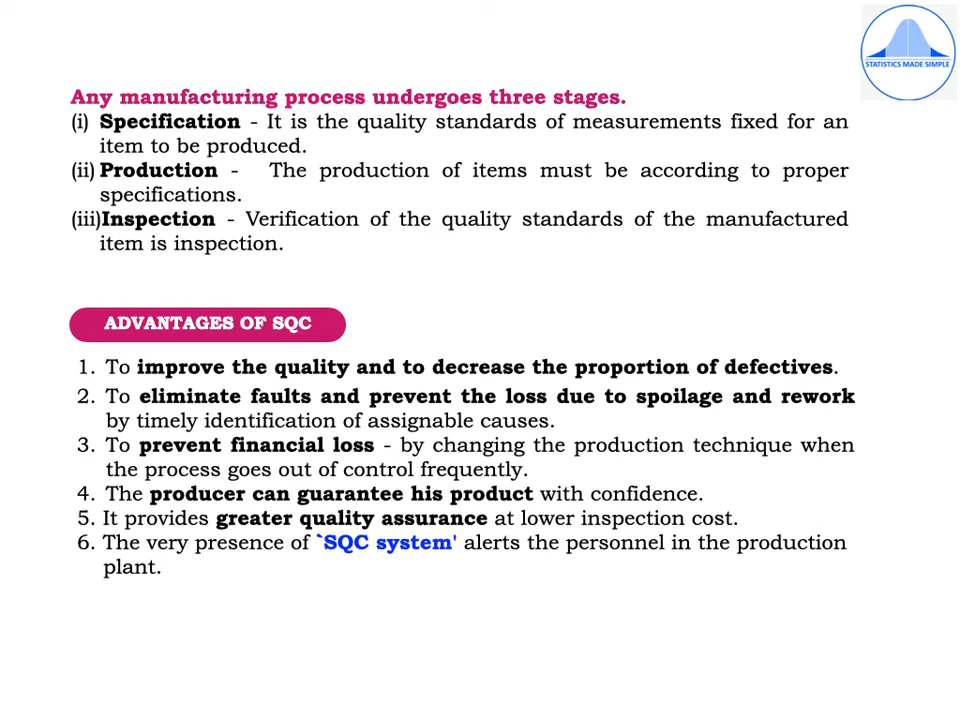 STATISTICS MADE SIMPLE
Any manufacturing process undergoes three stages.
(i) Specification - It is the quality standards of measurements fixed for an
item to be produced.
(ii) Production - The production of items must be according to proper
specifications.
(iii)Inspection - Verification of the quality standards of the manufactured
item is inspection.
ADVANTAGES OF SQC
1. To improve the quality and to decrease the proportion of defectives.
2. To eliminate faults and prevent the loss due to spoilage and rework
by timely identification of assignable causes.
3. To prevent financial loss - by changing the production technique when
the process goes out of control frequently.
4. The producer can guarantee his product with confidence.
5. It provides greater quality assurance at lower inspection cost.
6. The very presence of `SQC system' alerts the personnel in the production
plant.